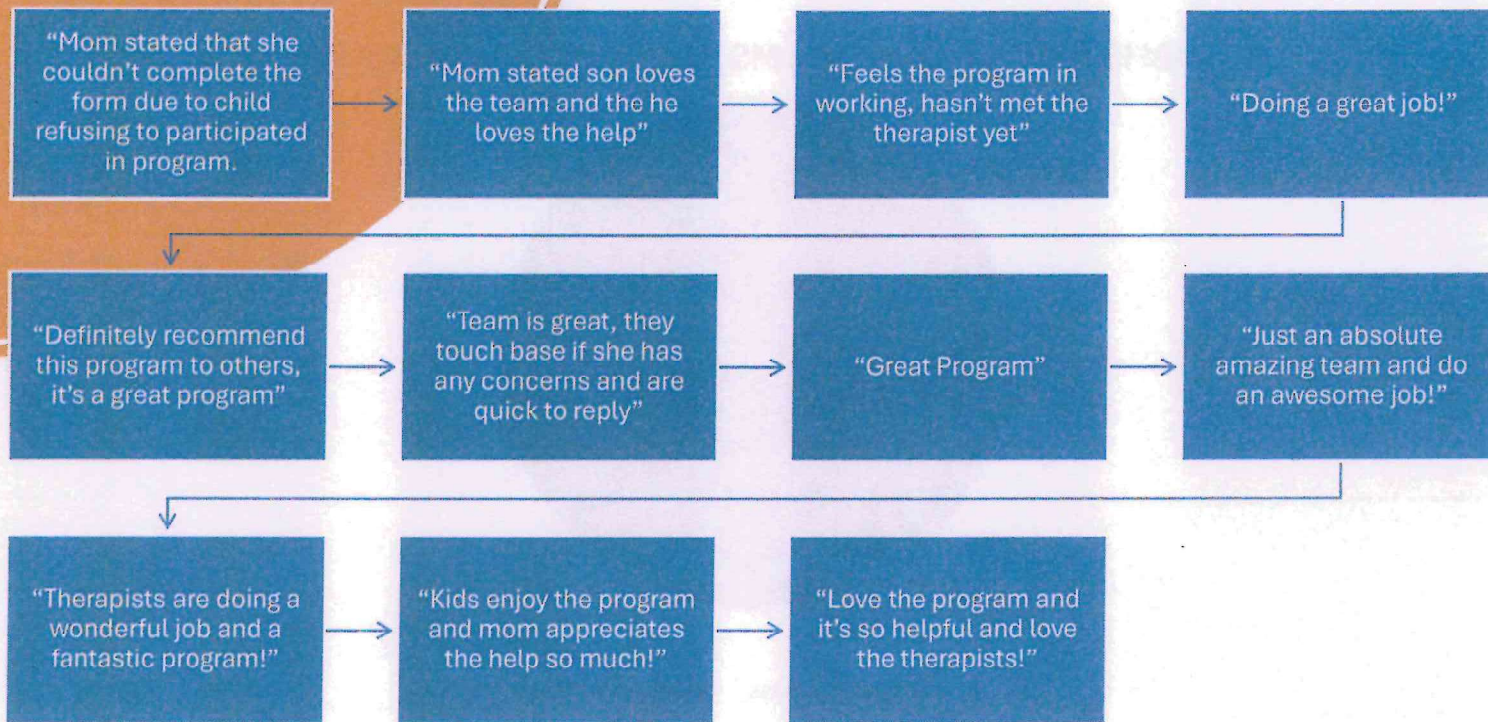 “Mom stated that she
couldn’t complete the
form due to child
refusing to participated
in program.
“Mom stated son loves
the team and the he
loves the help”
“Feels the program in
working, hasn’t met the
therapist yet”
“Doing a great job!”
“Definitely recommend
this program to others,
it’s a great program”
“Team is great, they
touch base if she has
any concerns and are
quick to reply”
“Great Program”
“Just an absolute
amazing team and do
an awesome job!”
“Therapists are doing a
wonderful job and a
fantastic program!”
“Kids enjoy the program
and mom appreciates
the help so much!”
“Love the program and
it’s so helpful and love
the therapists!”